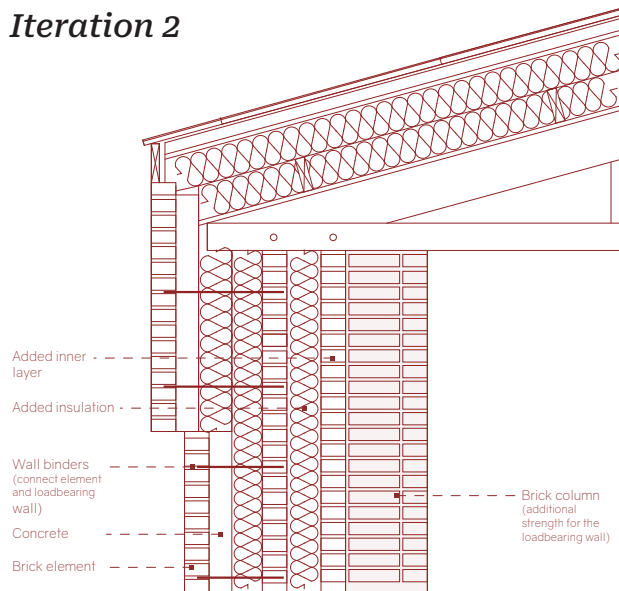 Iteration 2
Added inner
layer
Added insulation
Wall binders
(connect element
and loadbearing
wall)
Concrete
Brick element
Brick column
(additional
strength for the
loadbearing wall)